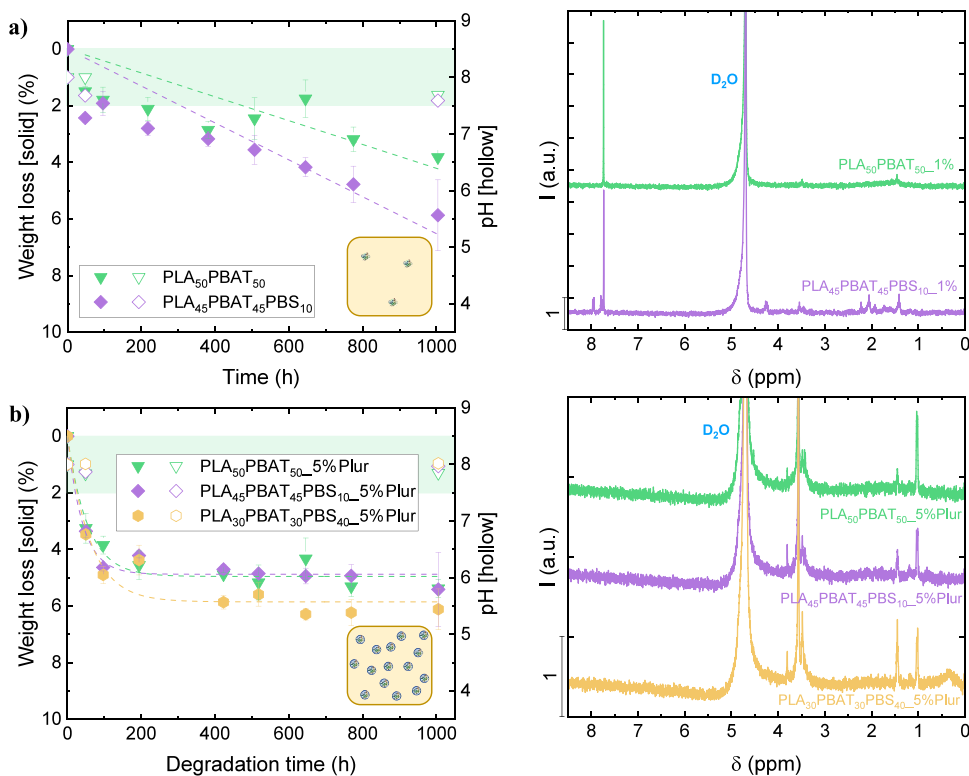 a)
Weight loss [solid] (%)
0
2
4
6
8
10
9
8
7
6
5
4
pH [hollow]
PLA₅₀PBAT₅₀
PLA₄₅PBAT₄₅PBS₁₀
0
200
400
600
800
1000
Time (h)
I (a.u.)
1
D₂O
PLA₅₀PBAT₅₀_1%
PLA₄₅PBAT₄₅PBS₁₀_1%
8
7
6
5
4
3
2
1
0
δ (ppm)
b)
Weight loss [solid] (%)
0
2
4
6
8
10
9
8
7
6
5
4
pH [hollow]
PLA₅₀PBAT₅₀_5%Plur
PLA₄₅PBAT₄₅PBS₁₀_5%Plur
PLA₃₀PBAT₃₀PBS₄₀_5%Plur
0
200
400
600
800
1000
Degradation time (h)
I (a.u.)
1
D₂O
PLA₅₀PBAT₅₀_5%Plur
PLA₄₅PBAT₄₅PBS₁₀_5%Plur
PLA₃₀PBAT₃₀PBS₄₀_5%Plur
8
7
6
5
4
3
2
1
0
δ (ppm)